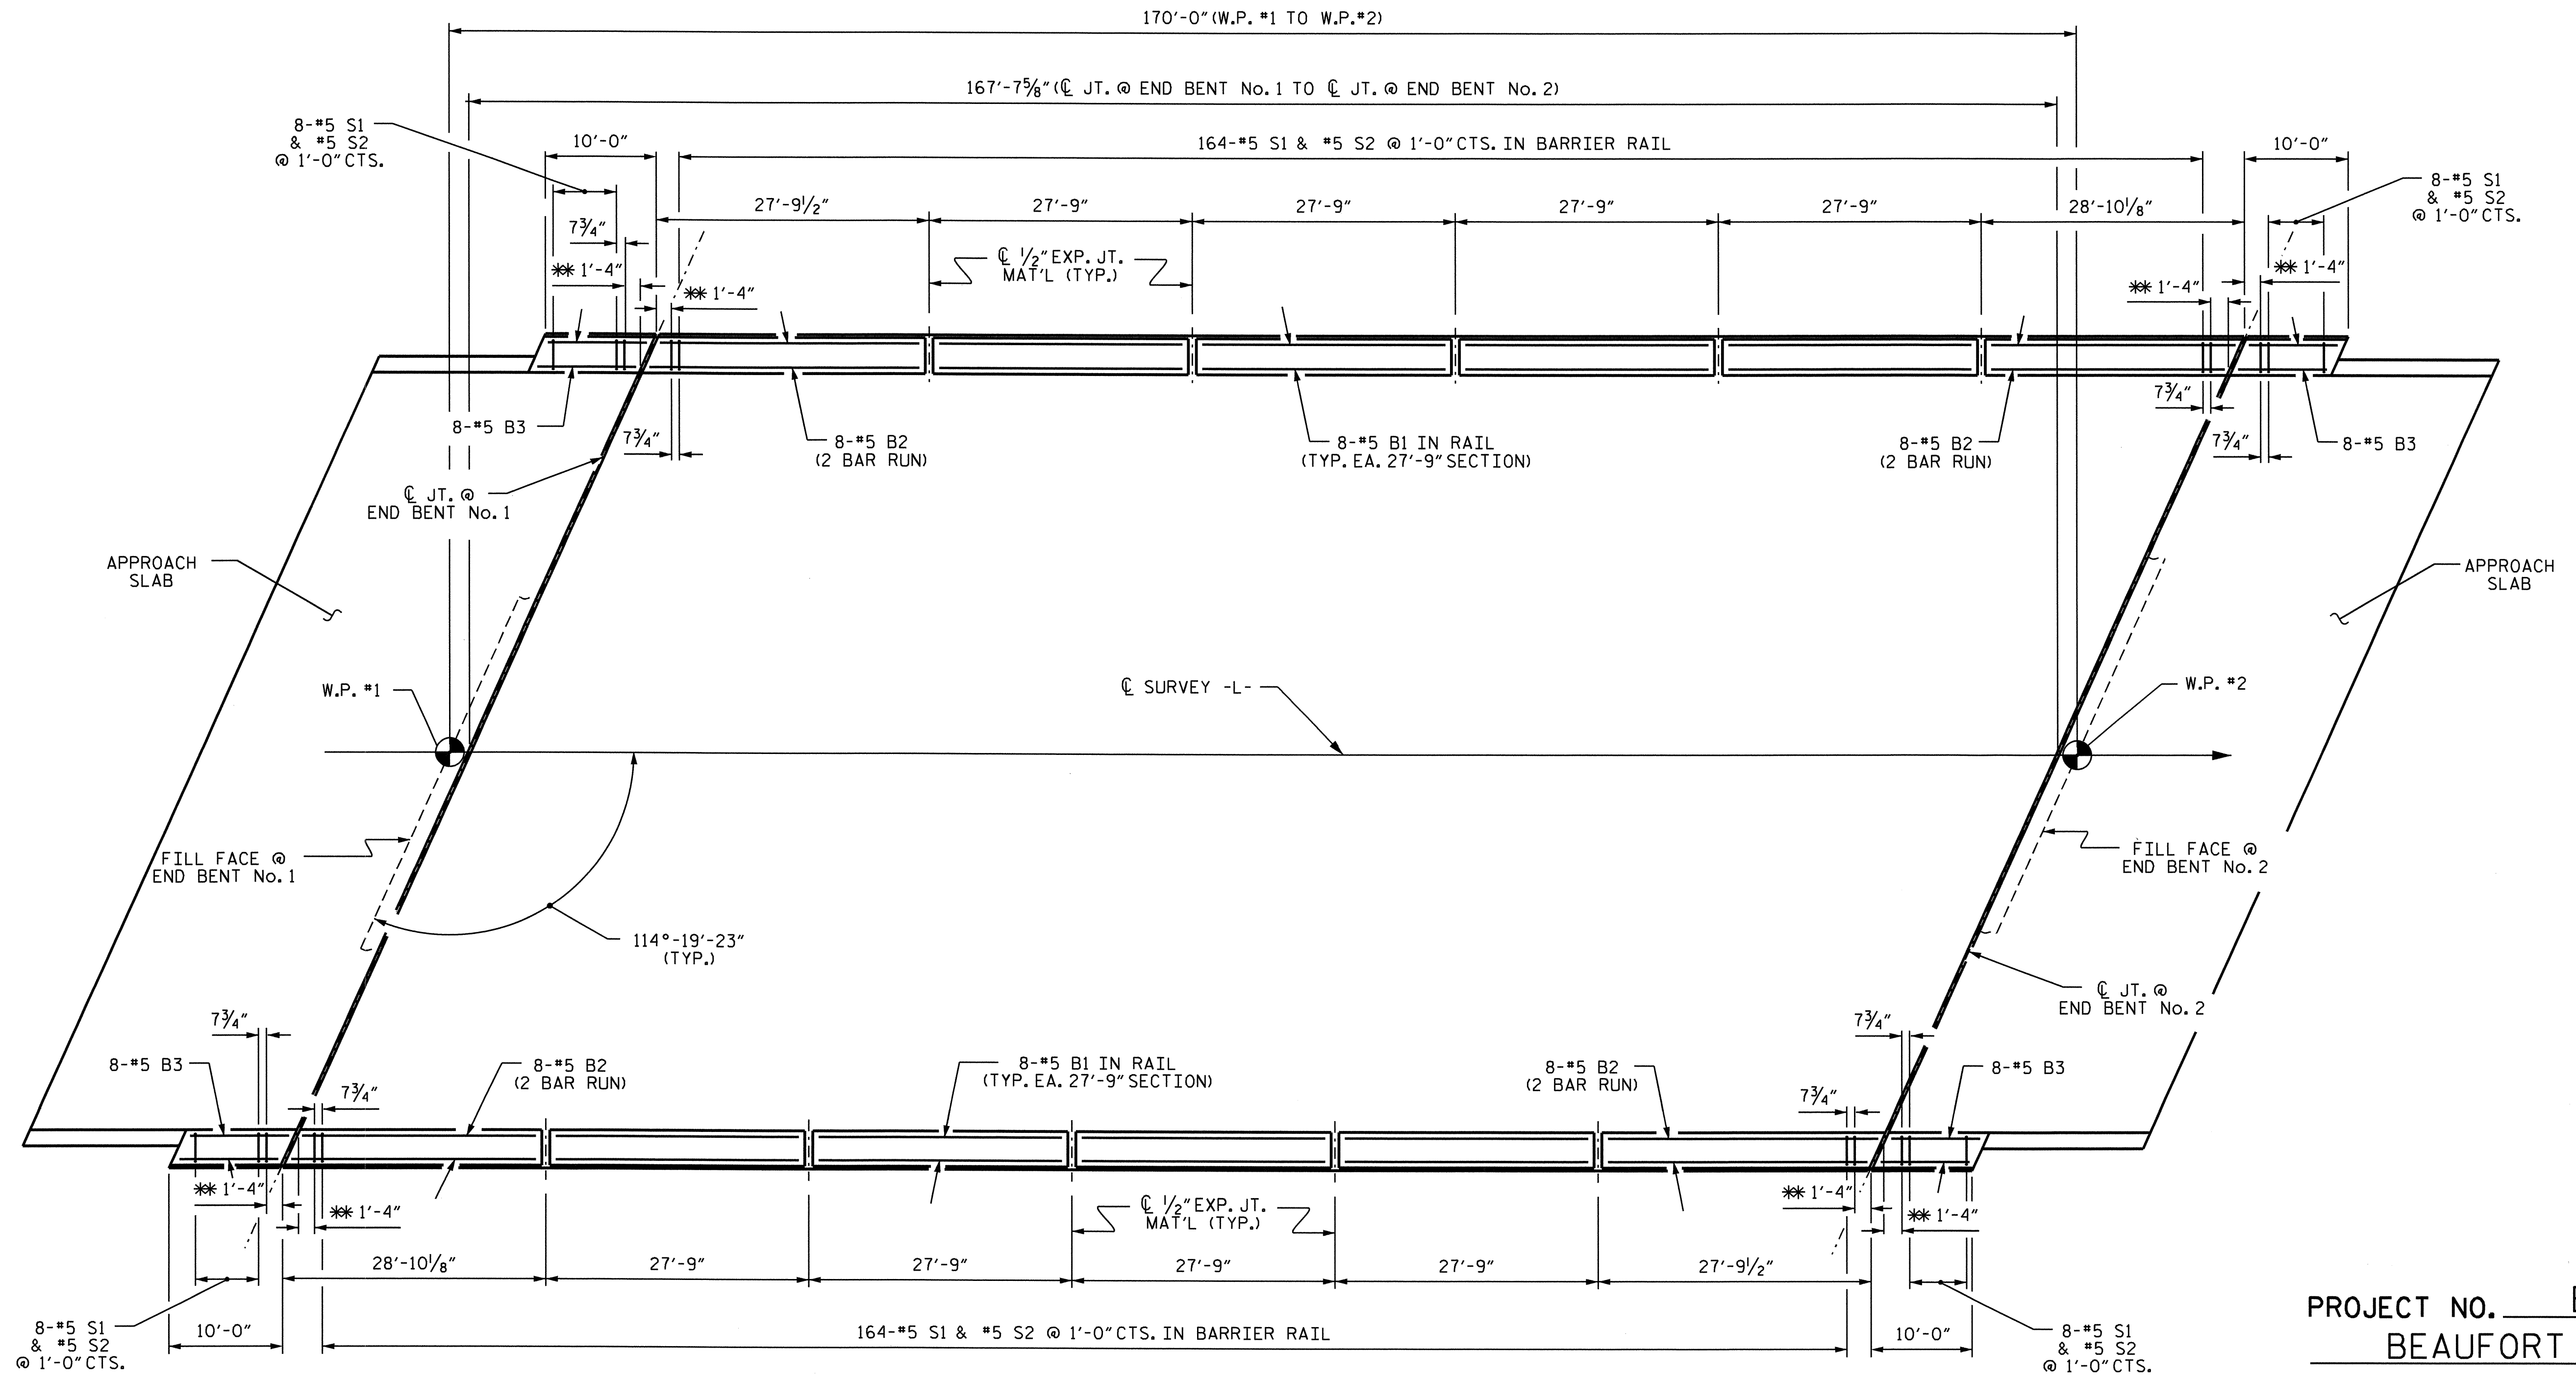 170'-0" (W.P. #1 TO W.P.#2)
167'-7⅝" (℄ JT. @ END BENT No. 1 TO ℄ JT. @ END BENT No. 2)
8-#5 S1
& #5 S2
@ 1'-0" CTS.
10'-0"
164-#5 S1 & #5 S2 @ 1'-0" CTS. IN BARRIER RAIL
10'-0"
8-#5 S1
& #5 S2
@ 1'-0" CTS.
27'-9½"
27'-9"
27'-9"
27'-9"
27'-9"
28'-10⅛"
7¾"
** 1'-4"
** 1'-4"
℄ ½" EXP. JT.
MAT'L (TYP.)
** 1'-4"
** 1'-4"
7¾"
7¾"
7¾"
8-#5 B3
8-#5 B2
(2 BAR RUN)
8-#5 B1 IN RAIL
(TYP. EA. 27'-9" SECTION)
8-#5 B2
(2 BAR RUN)
8-#5 B3
℄ JT. @
END BENT No. 1
APPROACH
SLAB
APPROACH
SLAB
W.P. #1
℄ SURVEY -L-
W.P. #2
FILL FACE @
END BENT No. 1
FILL FACE @
END BENT No. 2
114°-19'-23"
(TYP.)
℄ JT. @
END BENT No. 2
7¾"
7¾"
8-#5 B3
8-#5 B2
(2 BAR RUN)
8-#5 B1 IN RAIL
(TYP. EA. 27'-9" SECTION)
8-#5 B2
(2 BAR RUN)
8-#5 B3
7¾"
7¾"
** 1'-4"
** 1'-4"
℄ ½" EXP. JT.
MAT'L (TYP.)
** 1'-4"
** 1'-4"
28'-10⅛"
27'-9"
27'-9"
27'-9"
27'-9"
27'-9½"
8-#5 S1
& #5 S2
@ 1'-0" CTS.
10'-0"
164-#5 S1 & #5 S2 @ 1'-0" CTS. IN BARRIER RAIL
10'-0"
8-#5 S1
& #5 S2
@ 1'-0" CTS.
PROJECT NO.
BEAUFORT